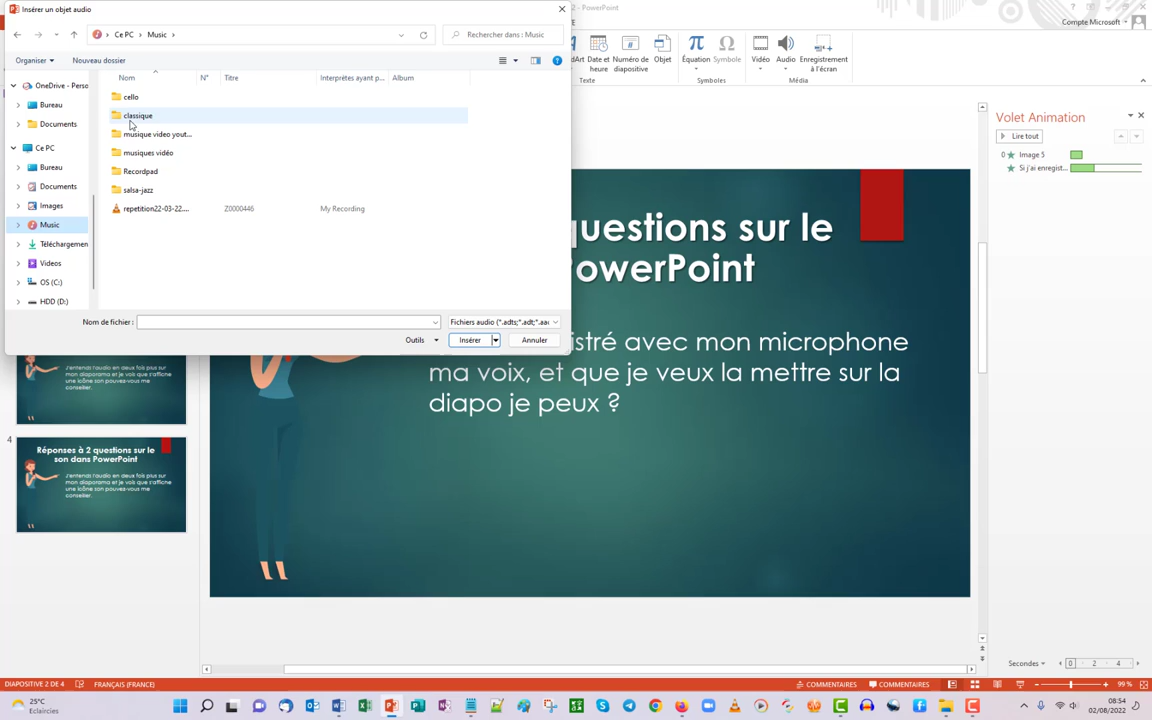 Insérer un objet audio
2 - PowerPoint
Compte Microsoft
Ce PC > Music >
Rechercher dans : Music
Organiser
Nouveau dossier
Nom
N°
Titre
Interprètes ayant p...
Album
OneDrive - Perso
Bureau
Documents
Ce PC
Bureau
Documents
Images
Music
Téléchargemen
Videos
OS (C:)
HDD (D:)
cello
classique
musique video yout...
musiques vidéo
Recordpad
salsa-jazz
repetition22-03-22....
Z0000446
My Recording
Nom de fichier :
Fichiers audio (*.adts;*.adt;*.aac
Outils
Insérer
Annuler
Date et heure
Numéro de diapositive
Objet
Texte
Équation
Symbole
Symboles
Vidéo
Audio
Enregistrement à l'écran
Média
Volet Animation
Lire tout
0 Image 5
Si j'ai enregist...
questions sur le
PowerPoint
istré avec mon microphone
ma voix, et que je veux la mettre sur la
diapo je peux ?
J'entends l'audio en deux fois plus sur
mon diaporama et je vois que s'affiche
une icône son pouvez-vous me
conseiller.
4
Réponses à 2 questions sur le
son dans PowerPoint
J'entends l'audio en deux fois plus sur
mon diaporama et je vois que s'affiche
une icône son pouvez-vous me
conseiller.
Secondes
0 2 4
DIAPOSITIVE 2 DE 4
FRANÇAIS (FRANCE)
COMMENTAIRES
COMMENTAIRES
99 %
25°C
Eclaircies
08:54
02/08/2022